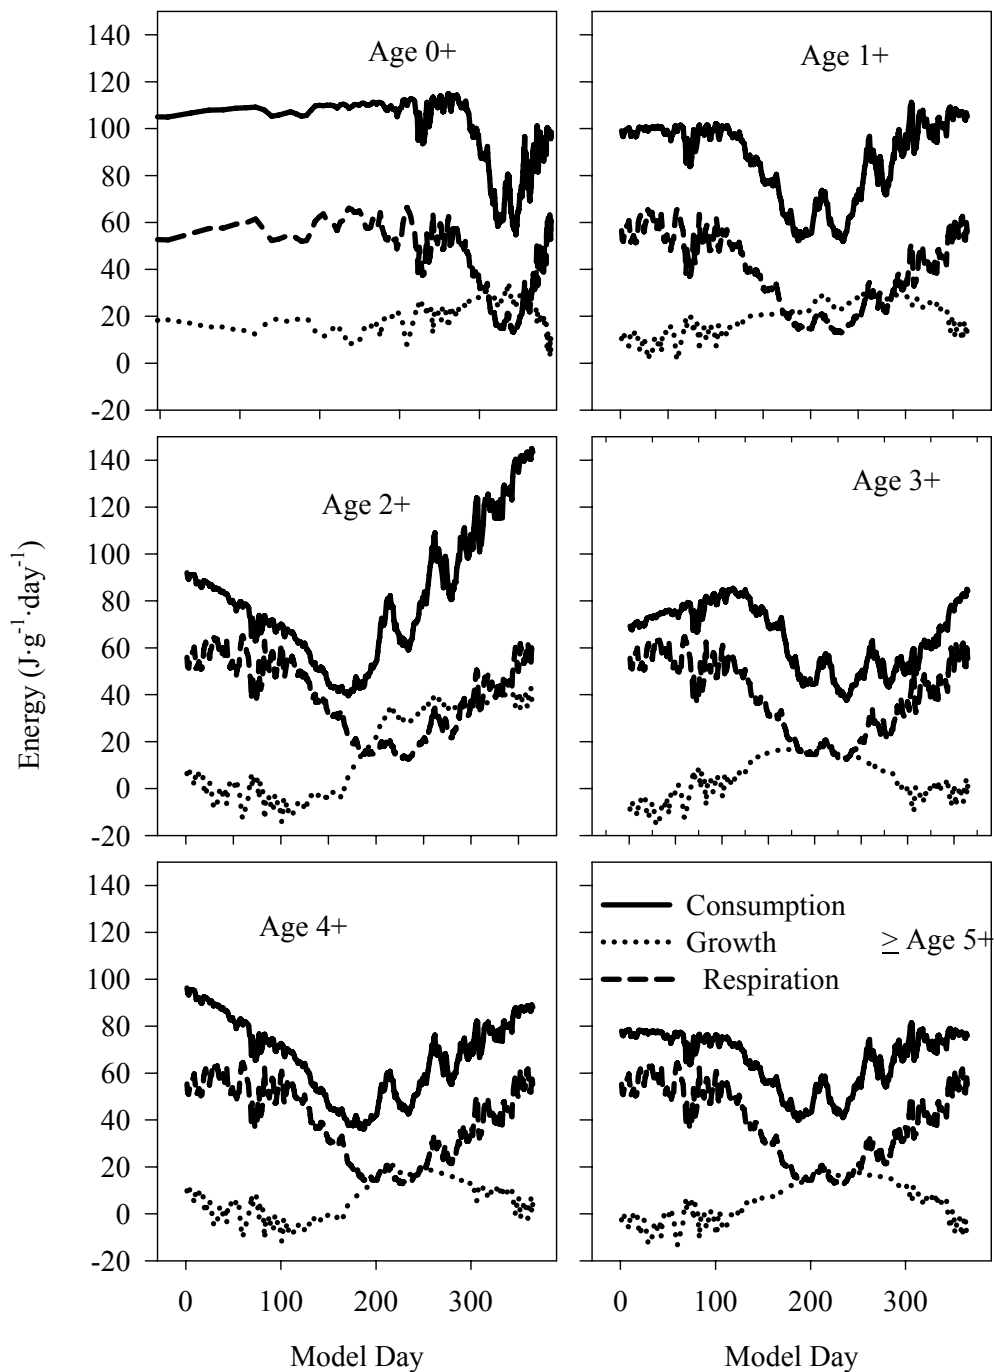 140
120
100
80
60
40
20
0
-20
Age 0+
Age 1+
140
120
100
80
60
40
20
0
-20
Age 2+
Age 3+
Energy (J·g-1·day-1)
140
120
100
80
60
40
20
0
-20
Age 4+
Consumption
Growth
Respiration
≥ Age 5+
0 100 200 300
0 100 200 300
Model Day
Model Day